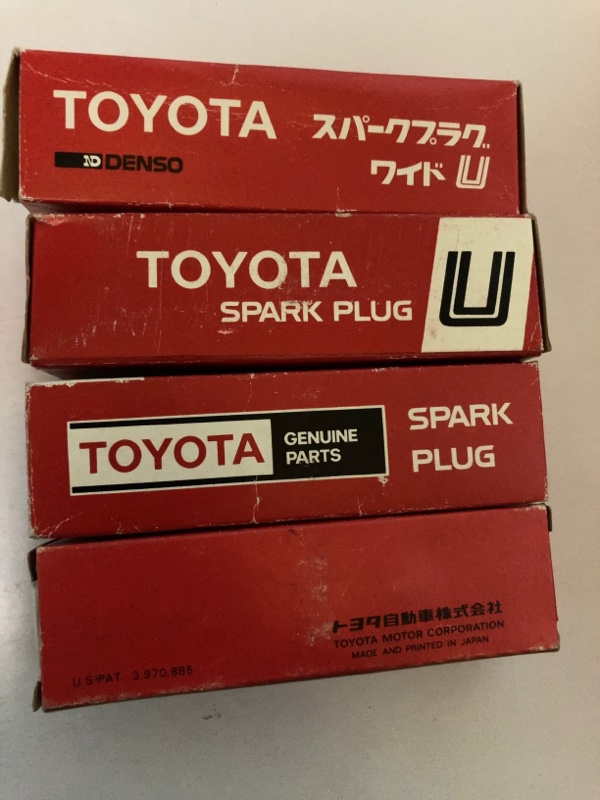 TOYOTA
スパークプラグ
ND DENSO
ワイド U
TOYOTA
SPARK PLUG
U
TOYOTA
GENUINE
PARTS
SPARK
PLUG
トヨタ自動車株式会社
TOYOTA MOTOR CORPORATION
MADE AND PRINTED IN JAPAN
U.S. PAT. 3,970,885